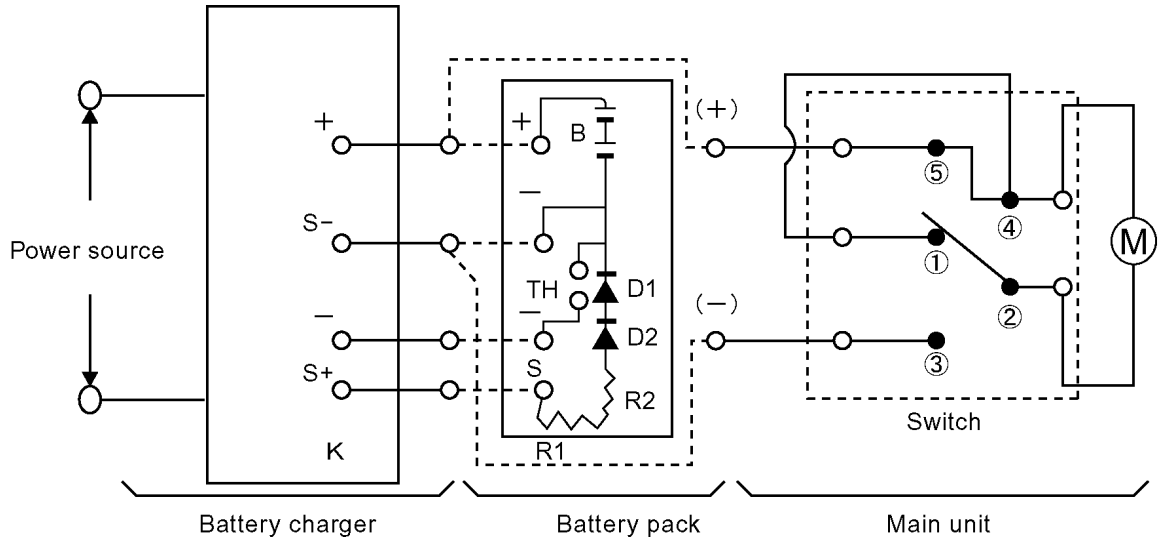 Power source
+
S−
−
S+
K
+
B
−
TH
D1
−
D2
S
R2
R1
(+)
(−)
⑤
④
①
②
③
M
Switch
Battery charger
Battery pack
Main unit